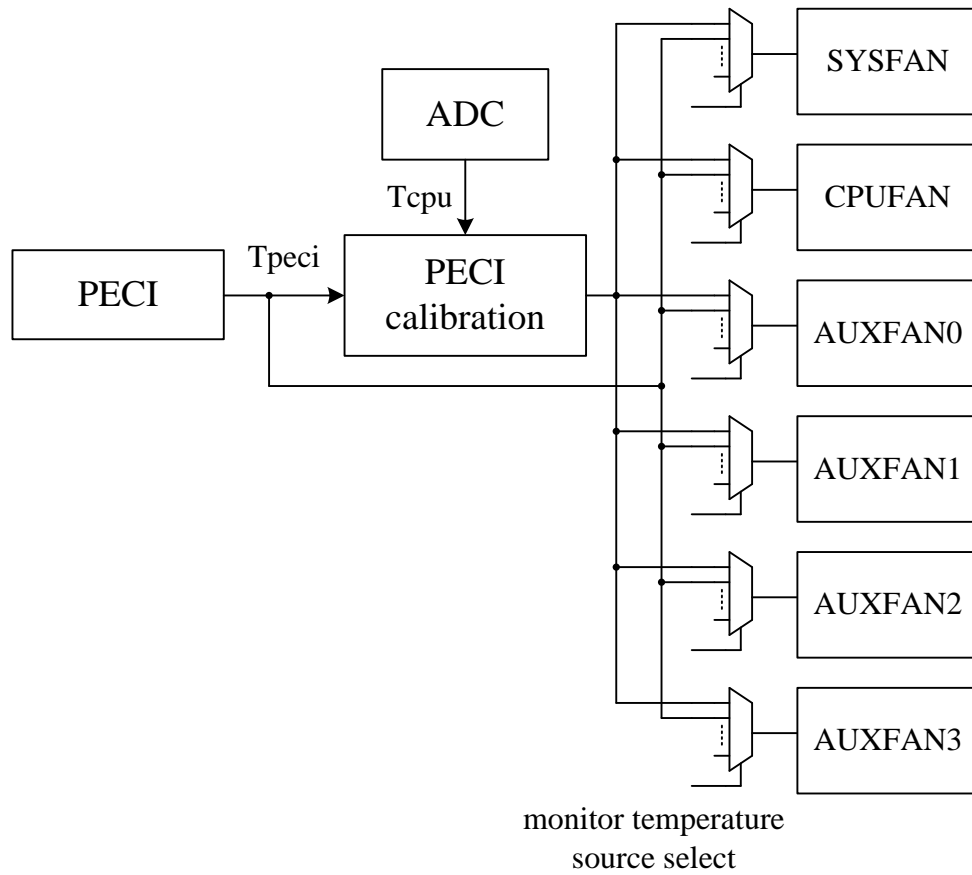 SYSFAN
ADC
Tcpu
CPUFAN
Tpeci
PECI
PECI
calibration
AUXFAN0
AUXFAN1
AUXFAN2
AUXFAN3
monitor temperature
source select